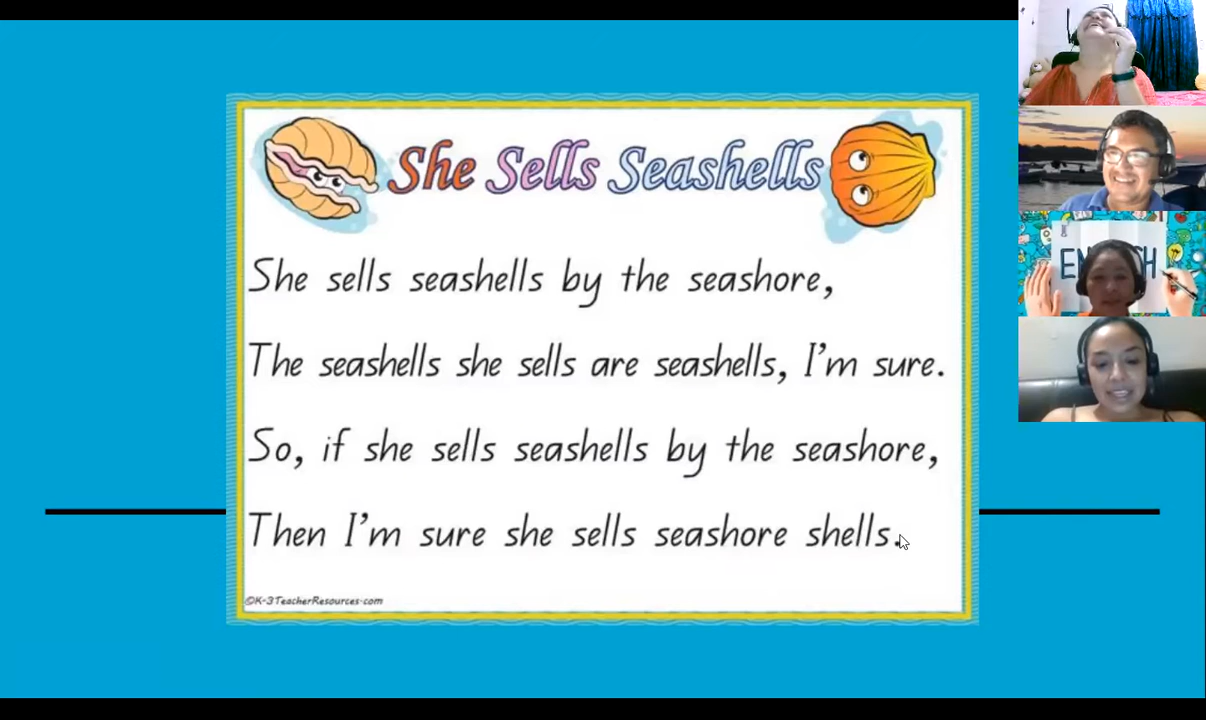 She Sells Seashells
She sells seashells by the seashore,
The seashells she sells are seashells, I'm sure.
So, if she sells seashells by the seashore,
Then I'm sure she sells seashore shells.
©K-3TeacherResources.com